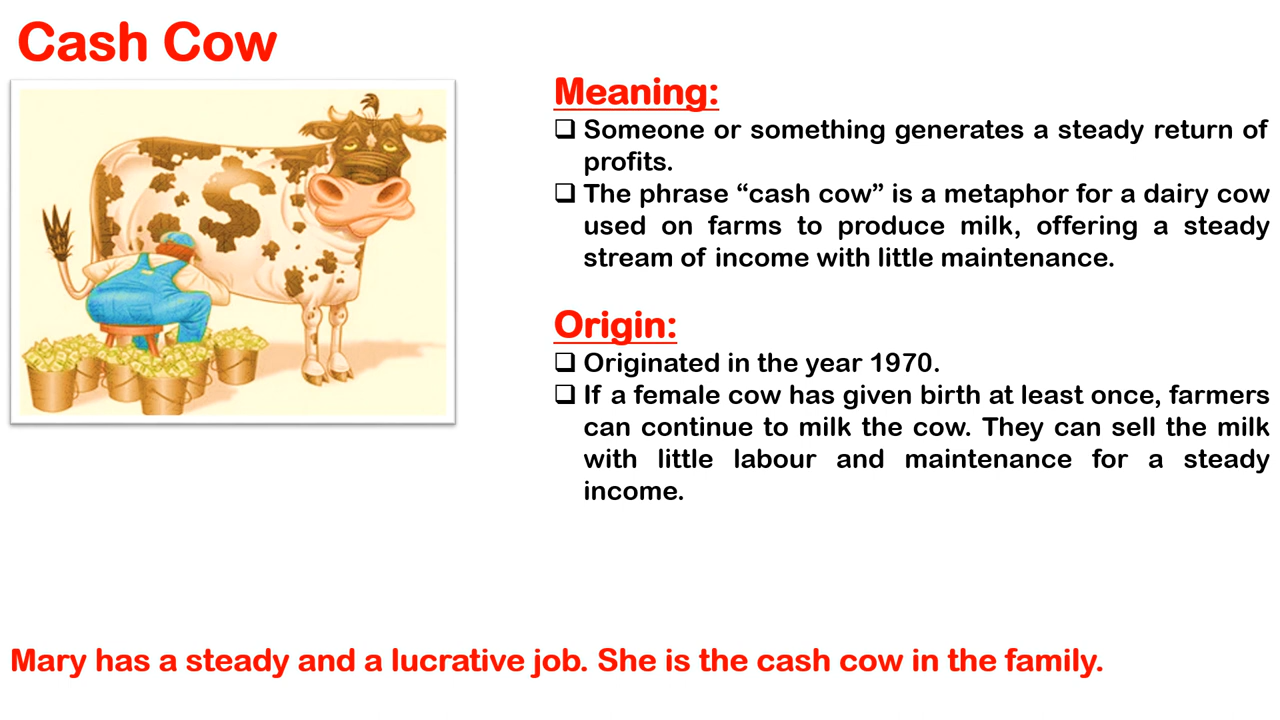 Cash Cow
Meaning:
❑ Someone or something generates a steady return of
profits.
❑ The phrase “cash cow” is a metaphor for a dairy cow
used on farms to produce milk, offering a steady
stream of income with little maintenance.
Origin:
❑ Originated in the year 1970.
❑ If a female cow has given birth at least once, farmers
can continue to milk the cow. They can sell the milk
with little labour and maintenance for a steady
income.
Mary has a steady and a lucrative job. She is the cash cow in the family.